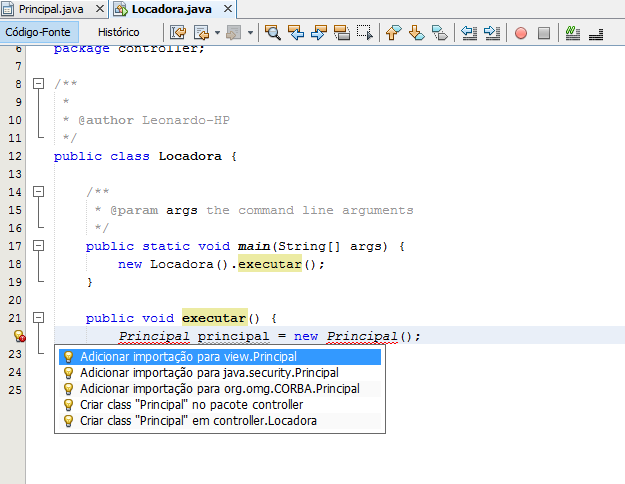 Principal.java Locadora.java
Código-Fonte Histórico
6 package controller;
7
8 /**
9 *
10 * @author Leonardo-HP
11 */
12 public class Locadora {
13
14 /**
15 * @param args the command line arguments
16 */
17 public static void main(String[] args) {
18 new Locadora().executar();
19 }
20
21 public void executar() {
Principal principal = new Principal();
23
Adicionar importação para view.Principal
24
Adicionar importação para java.security.Principal
25
Adicionar importação para org.omg.CORBA.Principal
Criar class "Principal" no pacote controller
Criar class "Principal" em controller.Locadora